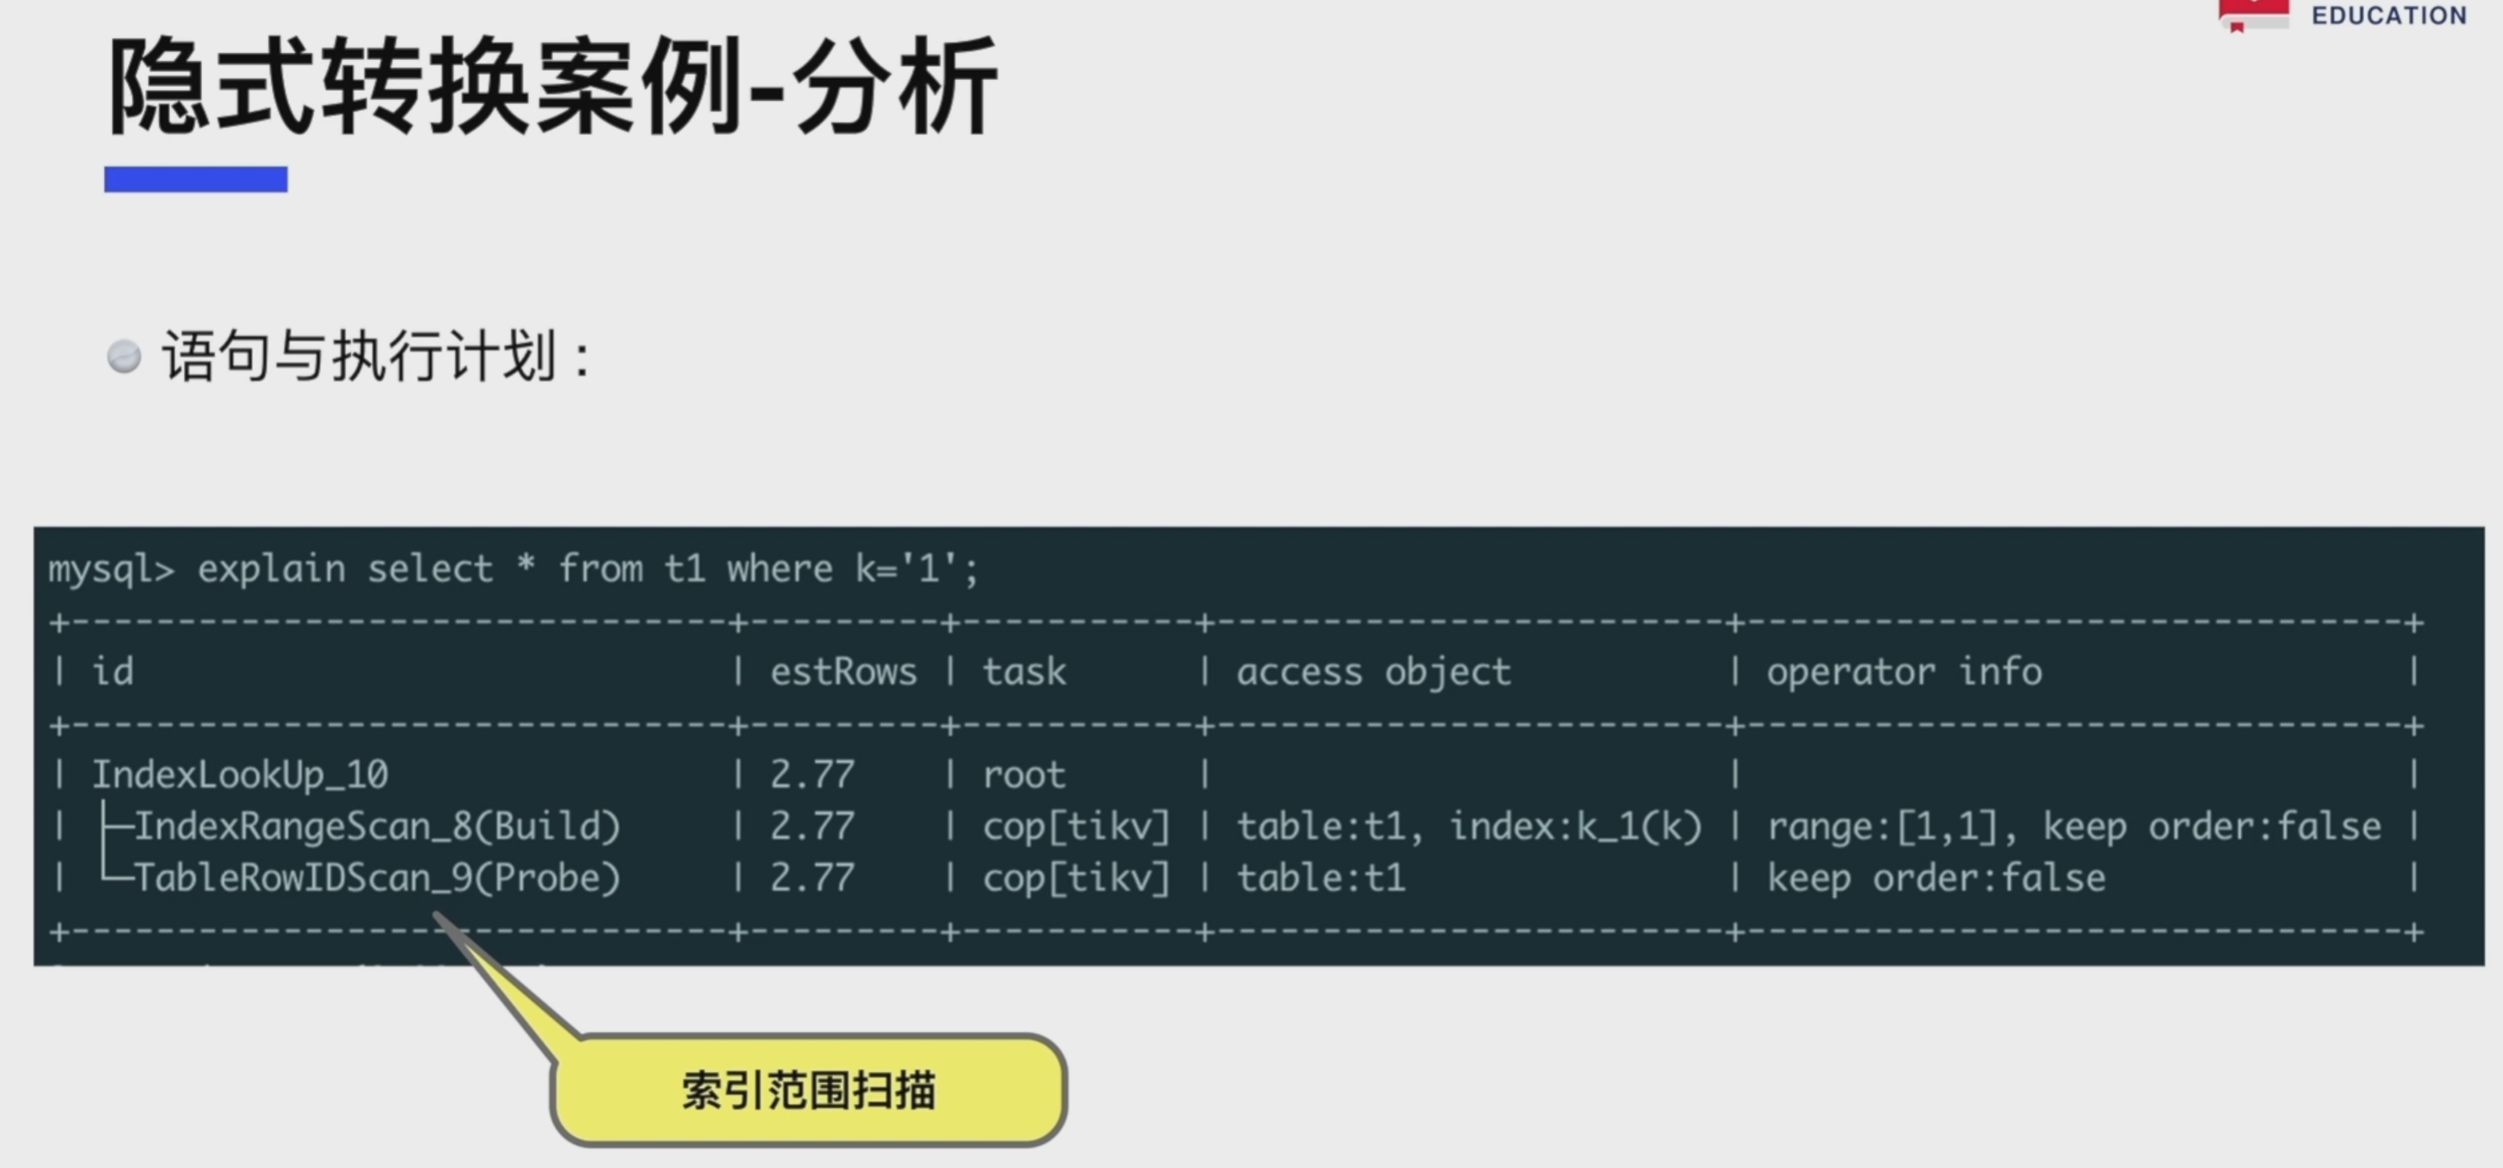 EDUCATION
隐式转换案例-分析
语句与执行计划：
mysql> explain select * from t1 where k='1';
+-------------------------------+---------+-----------+------------------------+-------------------------------+
| id                            | estRows | task      | access object          | operator info                 |
+-------------------------------+---------+-----------+------------------------+-------------------------------+
| IndexLookUp_10                | 2.77    | root      |                        |                               |
| ├─IndexRangeScan_8(Build)     | 2.77    | cop[tikv] | table:t1, index:k_1(k) | range:[1,1], keep order:false |
| └─TableRowIDScan_9(Probe)     | 2.77    | cop[tikv] | table:t1               | keep order:false              |
+-------------------------------+---------+-----------+------------------------+-------------------------------+
索引范围扫描